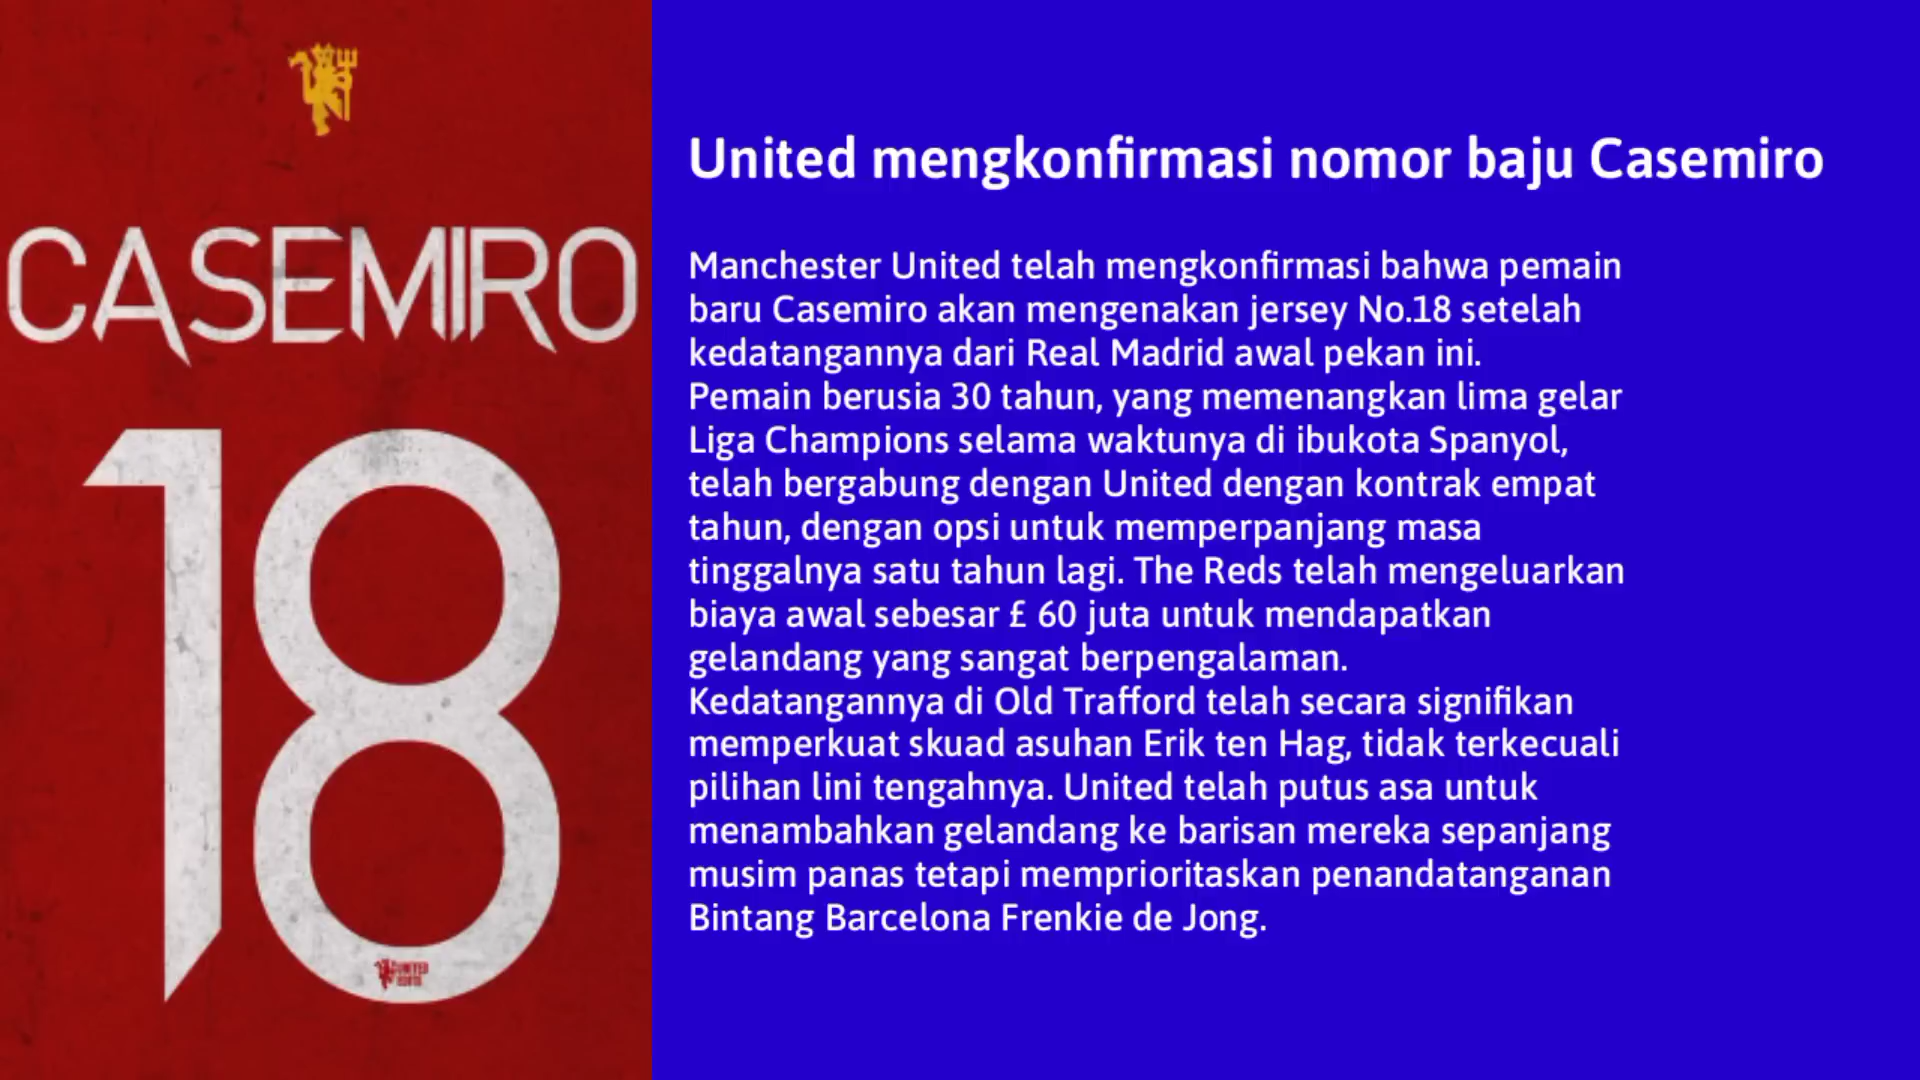 CASEMIRO
18
United mengkonfirmasi nomor baju Casemiro
Manchester United telah mengkonfirmasi bahwa pemain
baru Casemiro akan mengenakan jersey No.18 setelah
kedatangannya dari Real Madrid awal pekan ini.
Pemain berusia 30 tahun, yang memenangkan lima gelar
Liga Champions selama waktunya di ibukota Spanyol,
telah bergabung dengan United dengan kontrak empat
tahun, dengan opsi untuk memperpanjang masa
tinggalnya satu tahun lagi. The Reds telah mengeluarkan
biaya awal sebesar £ 60 juta untuk mendapatkan
gelandang yang sangat berpengalaman.
Kedatangannya di Old Trafford telah secara signifikan
memperkuat skuad asuhan Erik ten Hag, tidak terkecuali
pilihan lini tengahnya. United telah putus asa untuk
menambahkan gelandang ke barisan mereka sepanjang
musim panas tetapi memprioritaskan penandatanganan
Bintang Barcelona Frenkie de Jong.